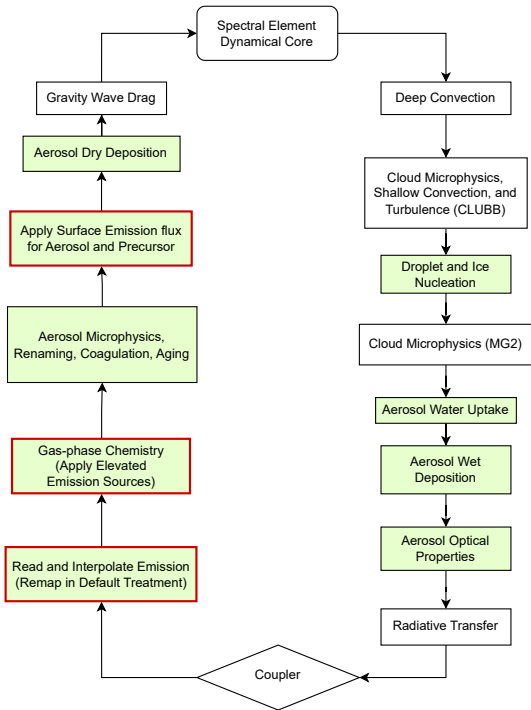 Spectral Element
Dynamical Core
Gravity Wave Drag
Deep Convection
Aerosol Dry Deposition
Cloud Microphysics,
Shallow Convection, and
Turbulence (CLUBB)
Apply Surface Emission flux
for Aerosol and Precursor
Droplet and Ice
Nucleation
Aerosol Microphysics,
Renaming, Coagulation, Aging
Cloud Microphysics (MG2)
Aerosol Water Uptake
Gas-phase Chemistry
(Apply Elevated
Emission Sources)
Aerosol Wet
Deposition
Aerosol Optical
Properties
Read and Interpolate Emission
(Remap in Default Treatment)
Radiative Transfer
Coupler